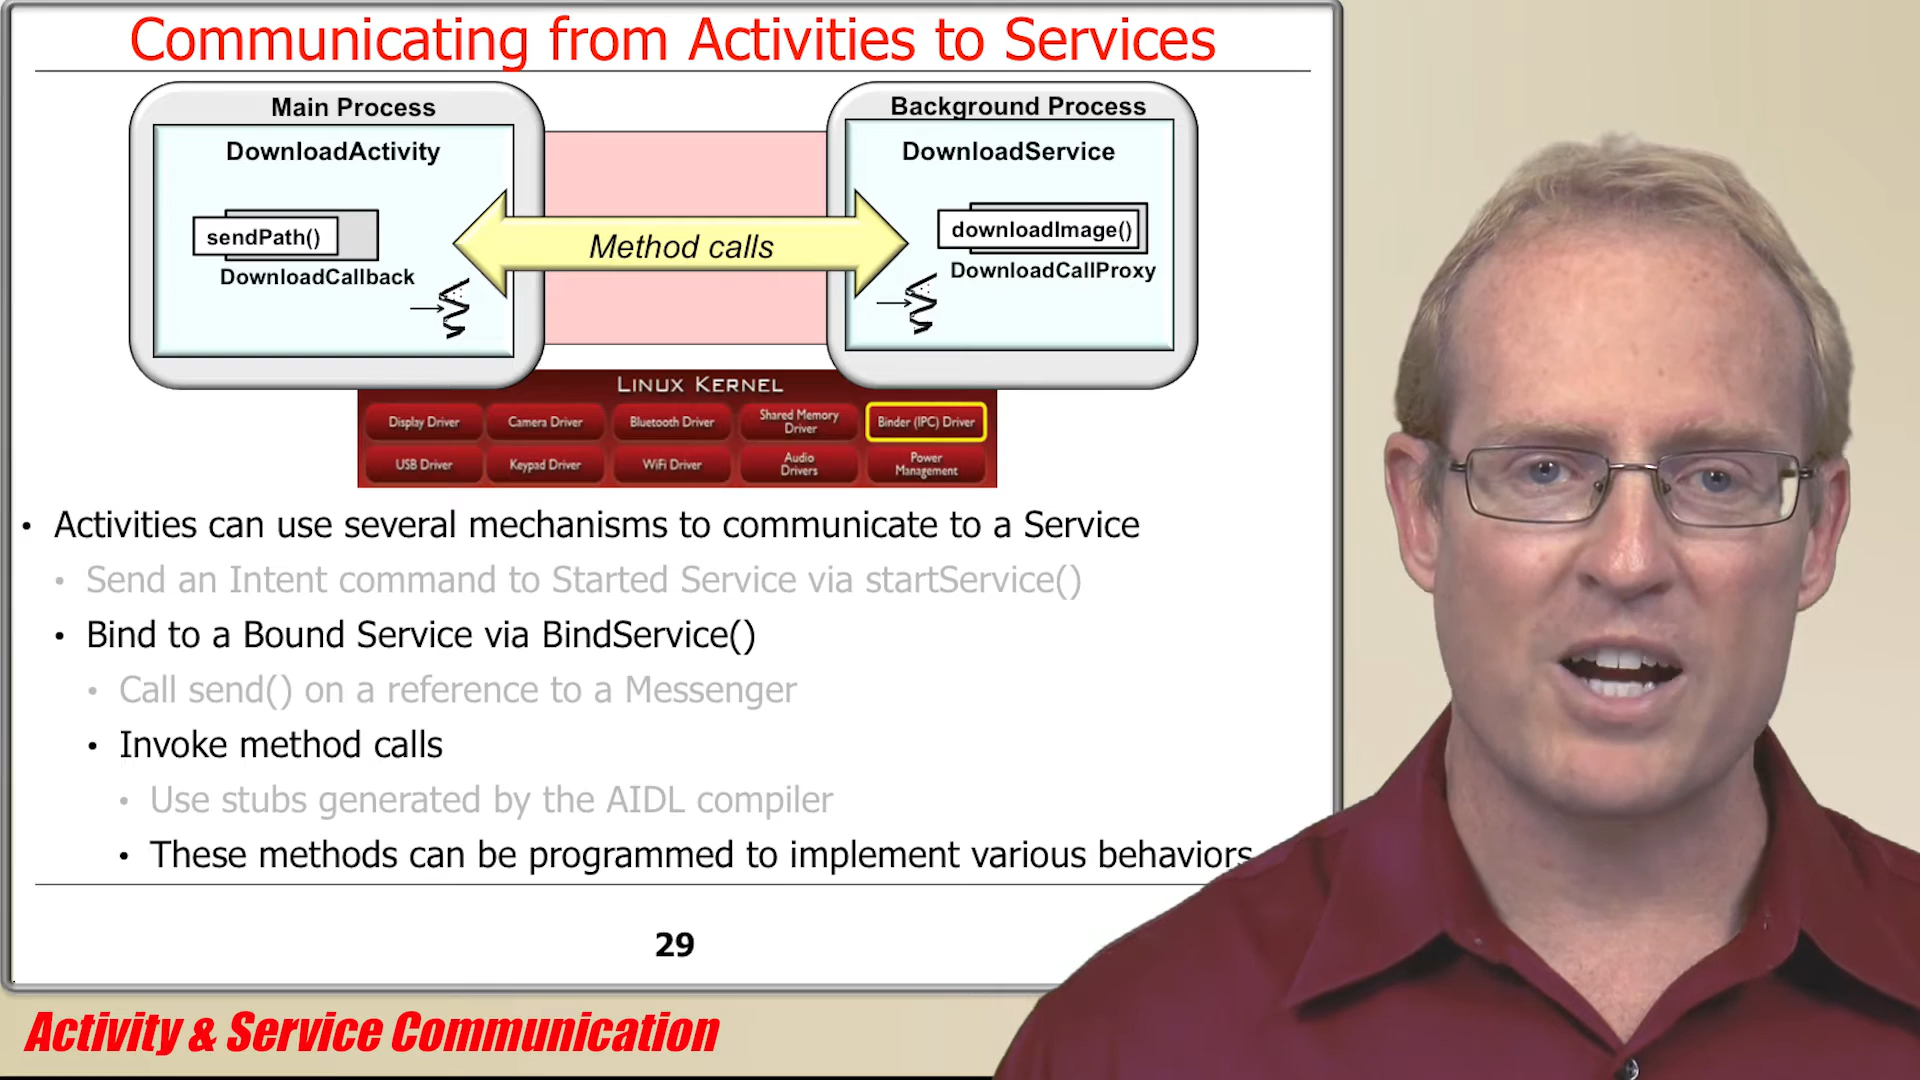 Communicating from Activities to Services
Main Process
Background Process
DownloadActivity
DownloadService
sendPath()
downloadImage()
Method calls
DownloadCallback
DownloadCallProxy
LINUX KERNEL
Display Driver
Camera Driver
Bluetooth Driver
Shared Memory
Driver
Binder (IPC) Driver
USB Driver
Keypad Driver
WiFi Driver
Audio
Drivers
Power
Management
• Activities can use several mechanisms to communicate to a Service
• Send an Intent command to Started Service via startService()
• Bind to a Bound Service via BindService()
• Call send() on a reference to a Messenger
• Invoke method calls
• Use stubs generated by the AIDL compiler
• These methods can be programmed to implement various behaviors
29
Activity & Service Communication